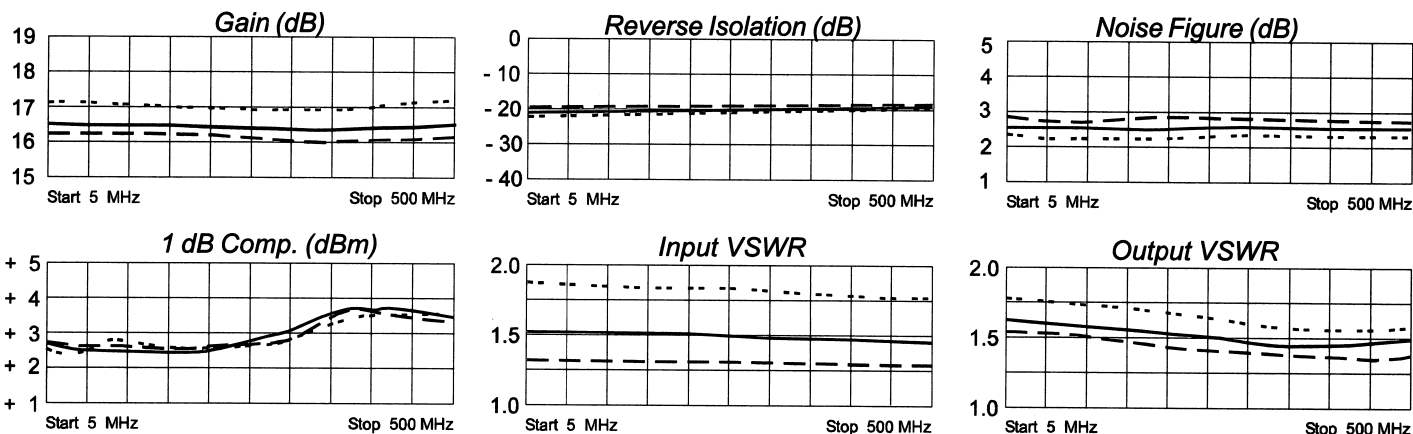 Gain (dB)
19
18
17
16
15
Start 5 MHz Stop 500 MHz
Reverse Isolation (dB)
0
- 10
- 20
- 30
- 40
Start 5 MHz Stop 500 MHz
Noise Figure (dB)
5
4
3
2
1
Start 5 MHz Stop 500 MHz
1 dB Comp. (dBm)
+ 5
+ 4
+ 3
+ 2
+ 1
Start 5 MHz Stop 500 MHz
Input VSWR
2.0
1.5
1.0
Start 5 MHz Stop 500 MHz
Output VSWR
2.0
1.5
1.0
Start 5 MHz Stop 500 MHz